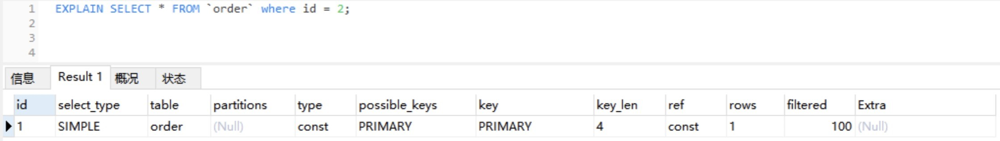 1 EXPLAIN SELECT * FROM `order` where id = 2;
2
3
4
信息 Result 1 概况 状态
id select_type table partitions type possible_keys key key_len ref rows filtered Extra
1 SIMPLE order (Null) const PRIMARY PRIMARY 4 const 1 100 (Null)